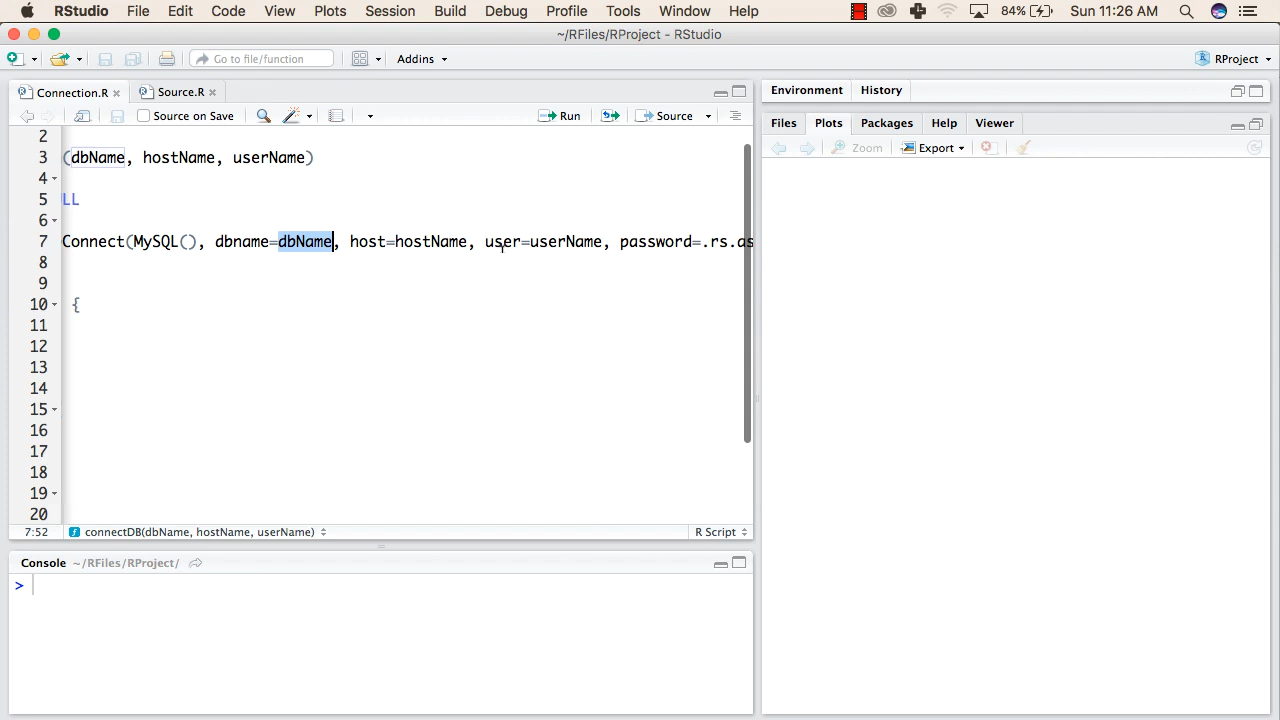 RStudio File Edit Code View Plots Session Build Debug Profile Tools Window Help 84% Sun 11:26 AM
~/RFiles/RProject - RStudio
Go to file/function Addins RProject
Connection.R Source.R
Environment History
Source on Save Run Source
Files Plots Packages Help Viewer
Zoom Export
2
3 (dbName, hostName, userName)
4
5 LL
6
7 Connect(MySQL(), dbname=dbName, host=hostName, user=userName, password=.rs.as
8
9
10 {
11
12
13
14
15
16
17
18
19
20
7:52 connectDB(dbName, hostName, userName) R Script
Console ~/RFiles/RProject/
>